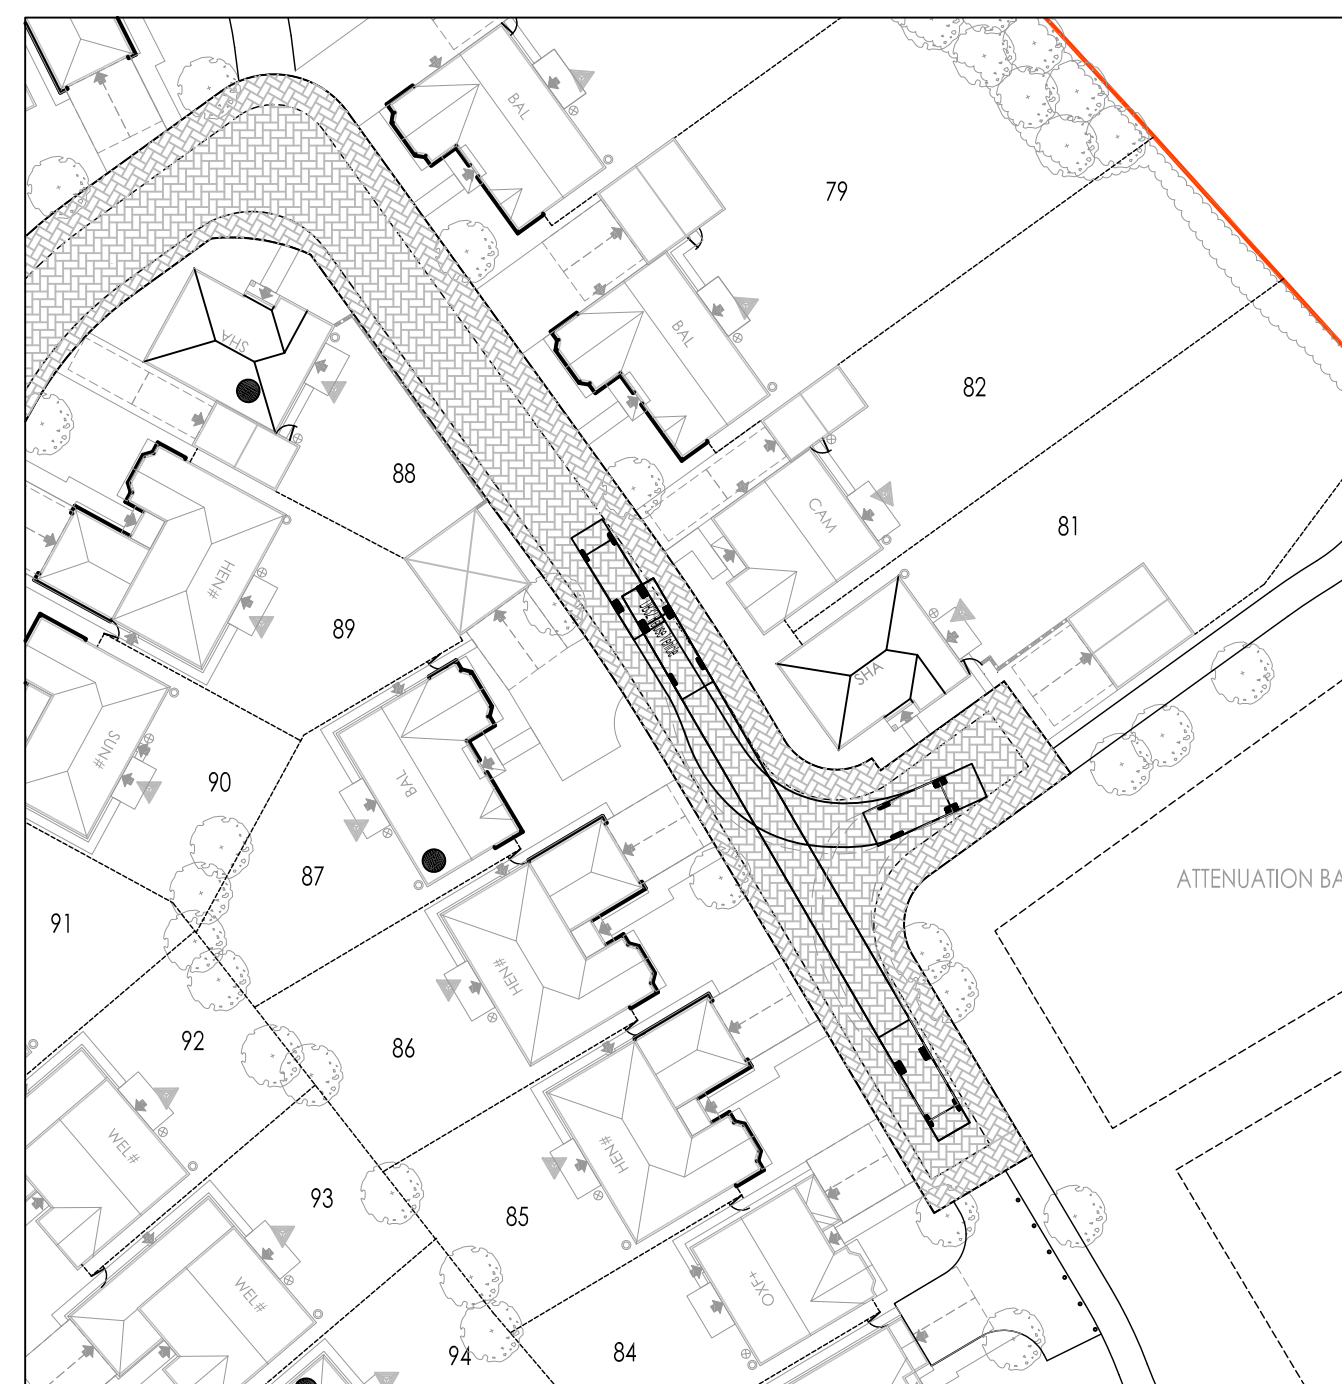 BAL
79
BAL
SHA
82
88
CAM
81
HEN#
89
SHA
SUN#
90
BAL
87
ATTENUATION BA
91
HEN#
92
86
WEL#
HEN#
93
85
WEL#
OXF+
94
84